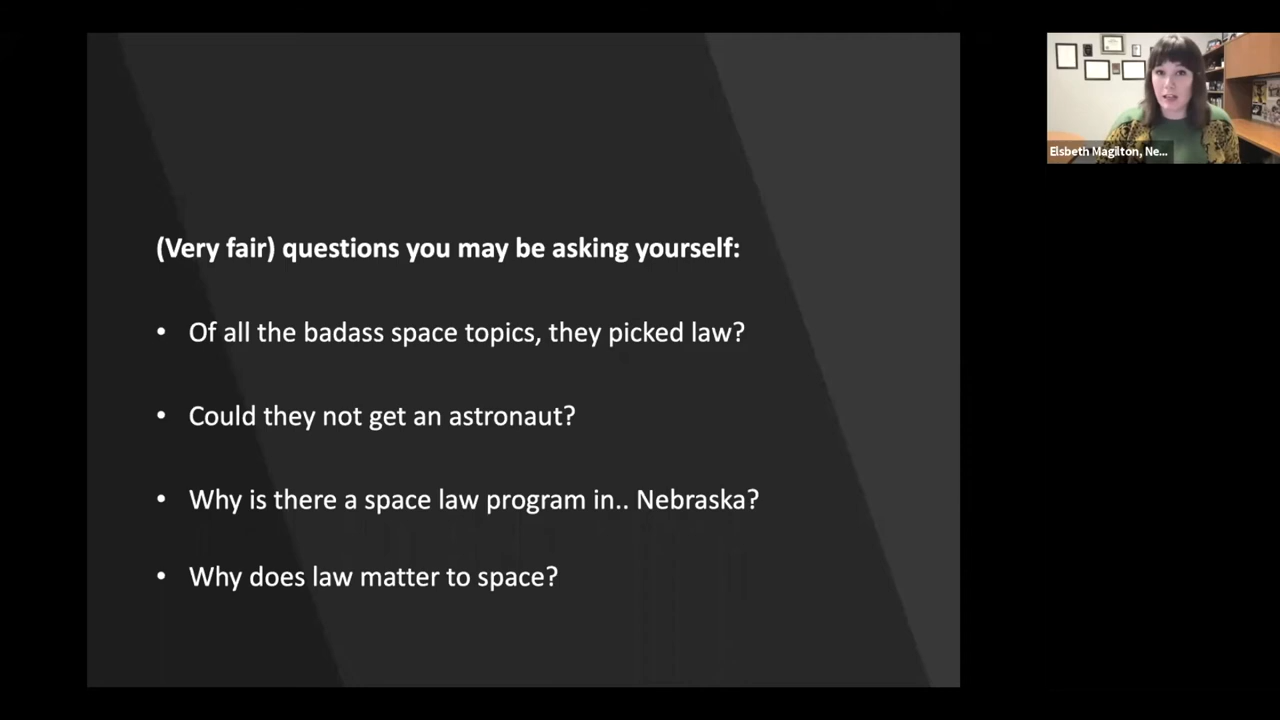 (Very fair) questions you may be asking yourself:
• Of all the badass space topics, they picked law?
• Could they not get an astronaut?
• Why is there a space law program in.. Nebraska?
• Why does law matter to space?
Elsbeth Magilton, Ne...